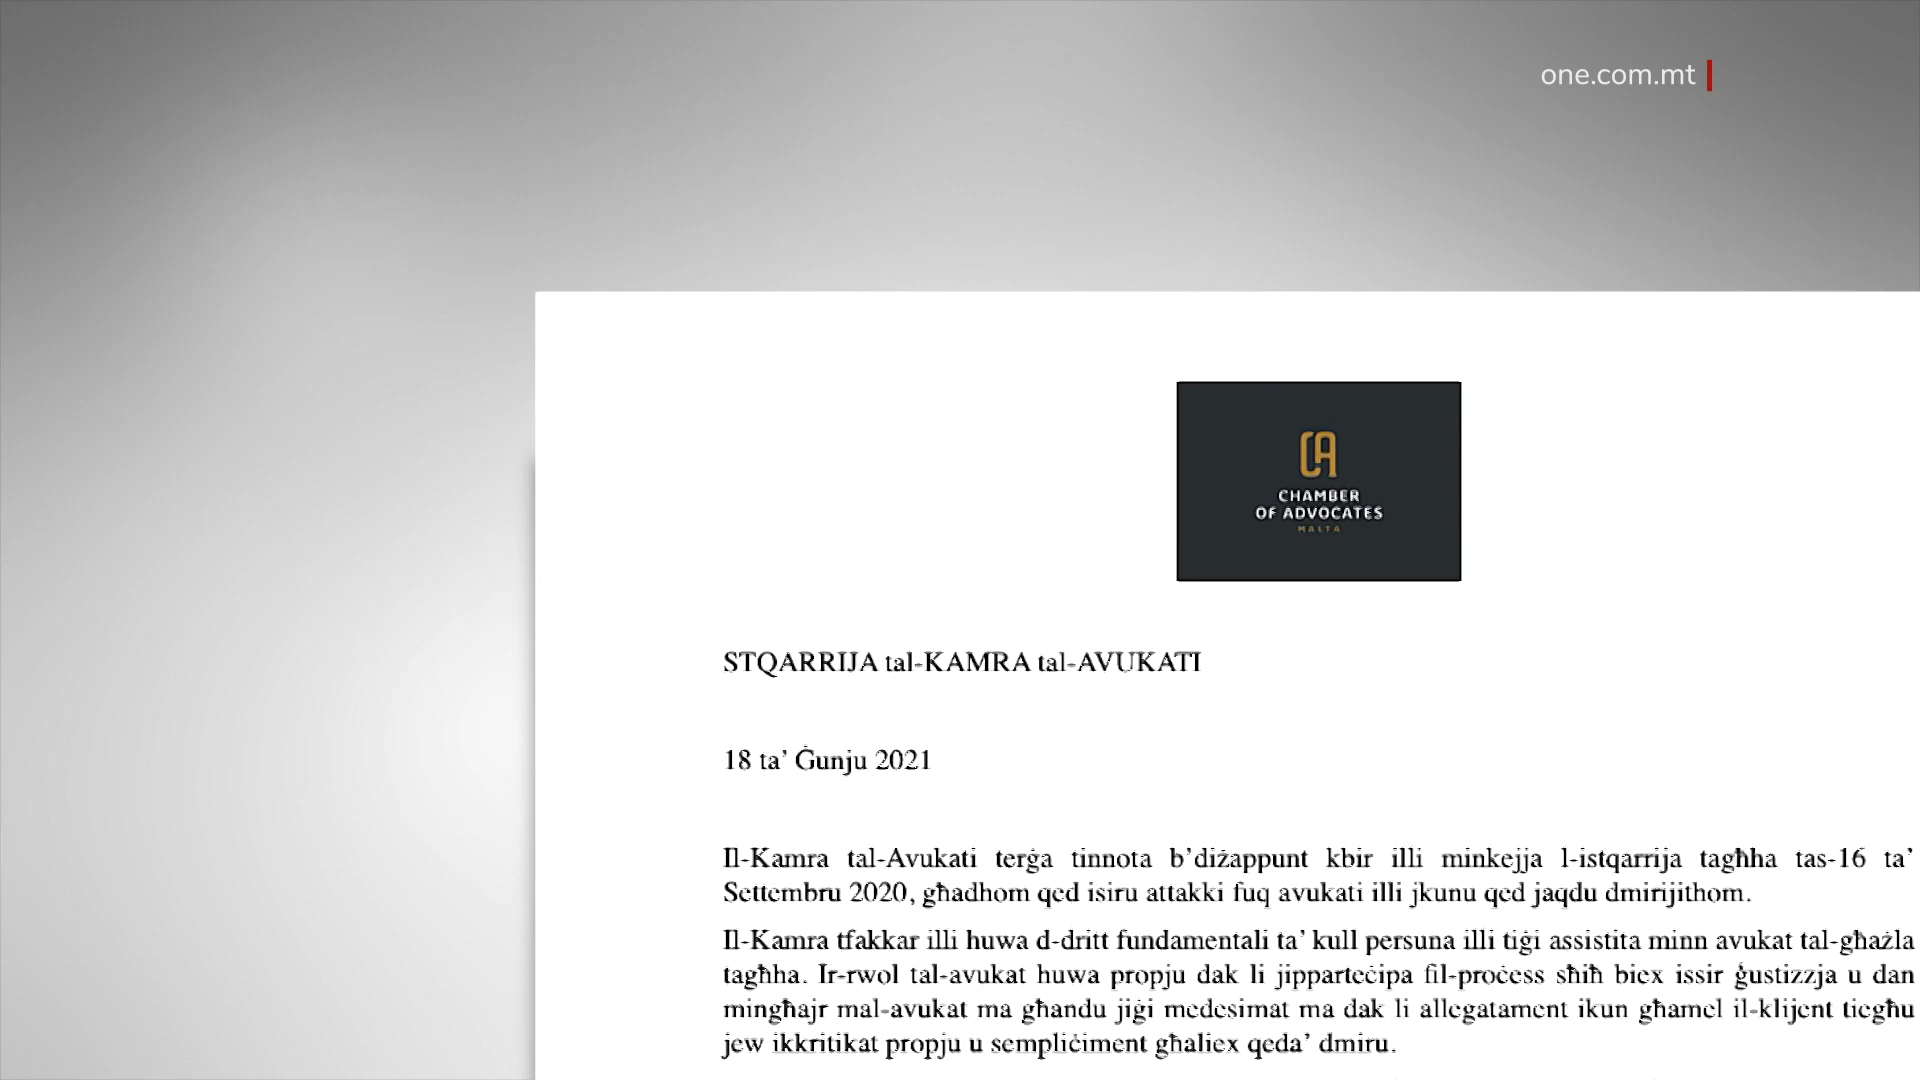 one.com.mt
CA
CHAMBER
OF ADVOCATES
MALTA
STQARRIJA tal-KAMRA tal-AVUKATI
18 ta’ Ġunju 2021
Il-Kamra tal-Avukati terġa tinnota b’diżappunt kbir illi minkejja l-istqarrija tagħha tas-16 ta’
Settembru 2020, għadhom qed isiru attakki fuq avukati illi jkunu qed jaqdu dmirijithom.
Il-Kamra tfakkar illi huwa d-dritt fundamentali ta’ kull persuna illi tiġi assistita minn avukat tal-għażla
tagħha. Ir-rwol tal-avukat huwa propju dak li jipparteċipa fil-proċess sħiħ biex issir ġustizzja u dan
mingħajr mal-avukat ma għandu jiġi medesimat ma dak li allegatament ikun għamel il-klijent tiegħu
jew ikkritikat propju u sempliċiment għaliex qeda’ dmiru.